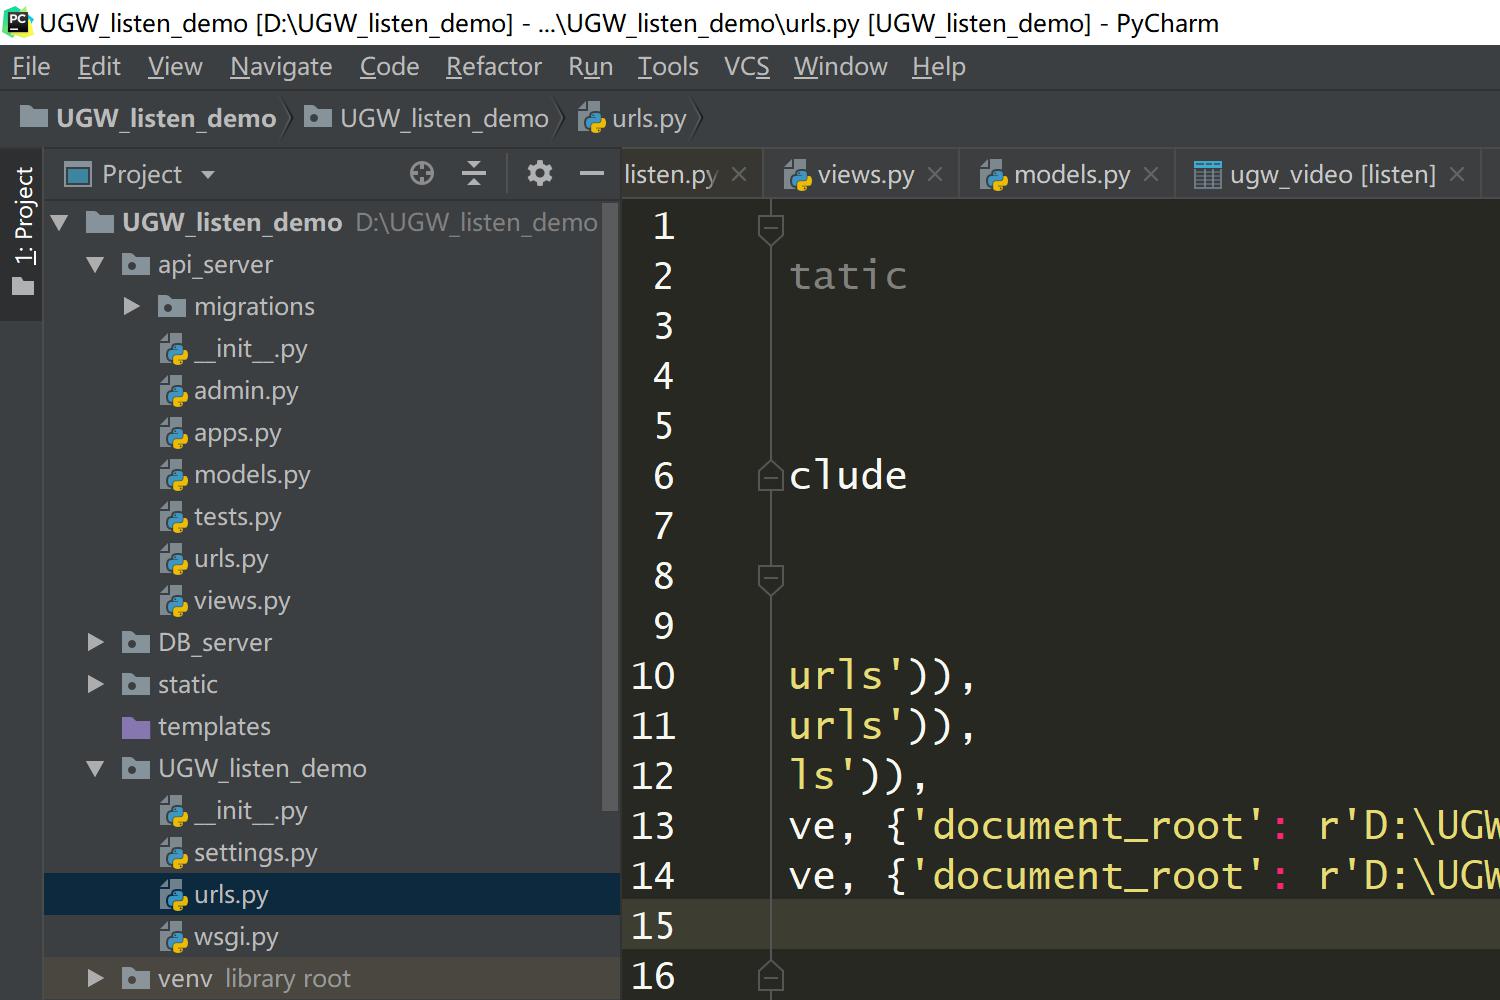 UGW_listen_demo [D:\UGW_listen_demo] - ...\UGW_listen_demo\urls.py [UGW_listen_demo] - PyCharm
File Edit View Navigate Code Refactor Run Tools VCS Window Help
UGW_listen_demo UGW_listen_demo urls.py
1: Project
Project
listen.py views.py models.py ugw_video [listen]
UGW_listen_demo D:\UGW_listen_demo
api_server
migrations
__init__.py
admin.py
apps.py
models.py
tests.py
urls.py
views.py
DB_server
static
templates
UGW_listen_demo
__init__.py
settings.py
urls.py
wsgi.py
venv library root
1
2 tatic
3
4
5
6 clude
7
8
9
10 urls')),
11 urls')),
12 ls')),
13 ve, {'document_root': r'D:\UGW
14 ve, {'document_root': r'D:\UGW
15
16